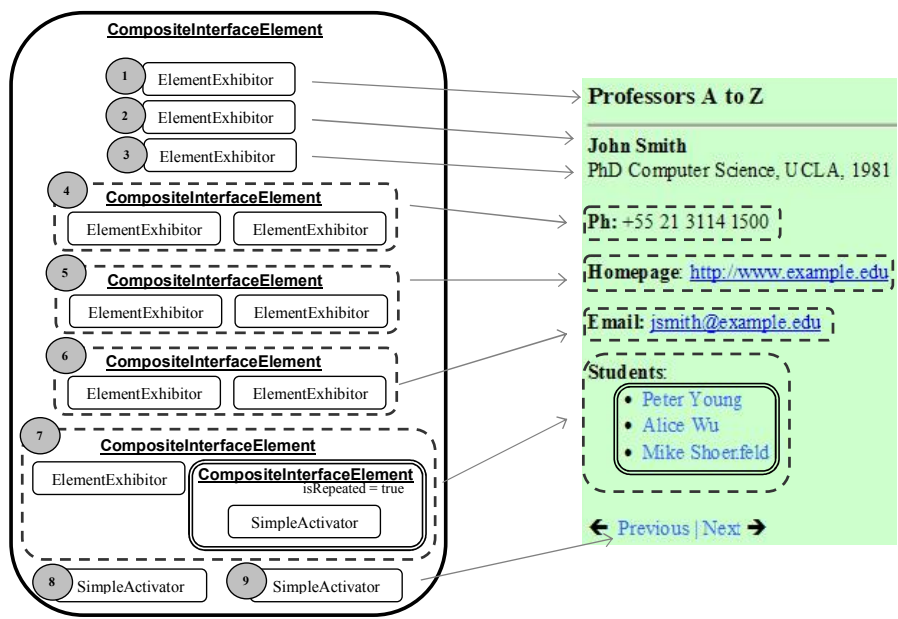 CompositeInterfaceElement
1 ElementExhibitor
2 ElementExhibitor
3 ElementExhibitor
4
CompositeInterfaceElement
ElementExhibitor ElementExhibitor
5
CompositeInterfaceElement
ElementExhibitor ElementExhibitor
6
CompositeInterfaceElement
ElementExhibitor ElementExhibitor
7
CompositeInterfaceElement
ElementExhibitor
CompositeInterfaceElement
isRepeated = true
SimpleActivator
8 SimpleActivator
9 SimpleActivator
Professors A to Z
John Smith
PhD Computer Science, UCLA, 1981
Ph: +55 21 3114 1500
Homepage: http://www.example.edu
Email: jsmith@example.edu
Students:
• Peter Young
• Alice Wu
• Mike Shoenfeld
🡰 Previous | Next 🡲